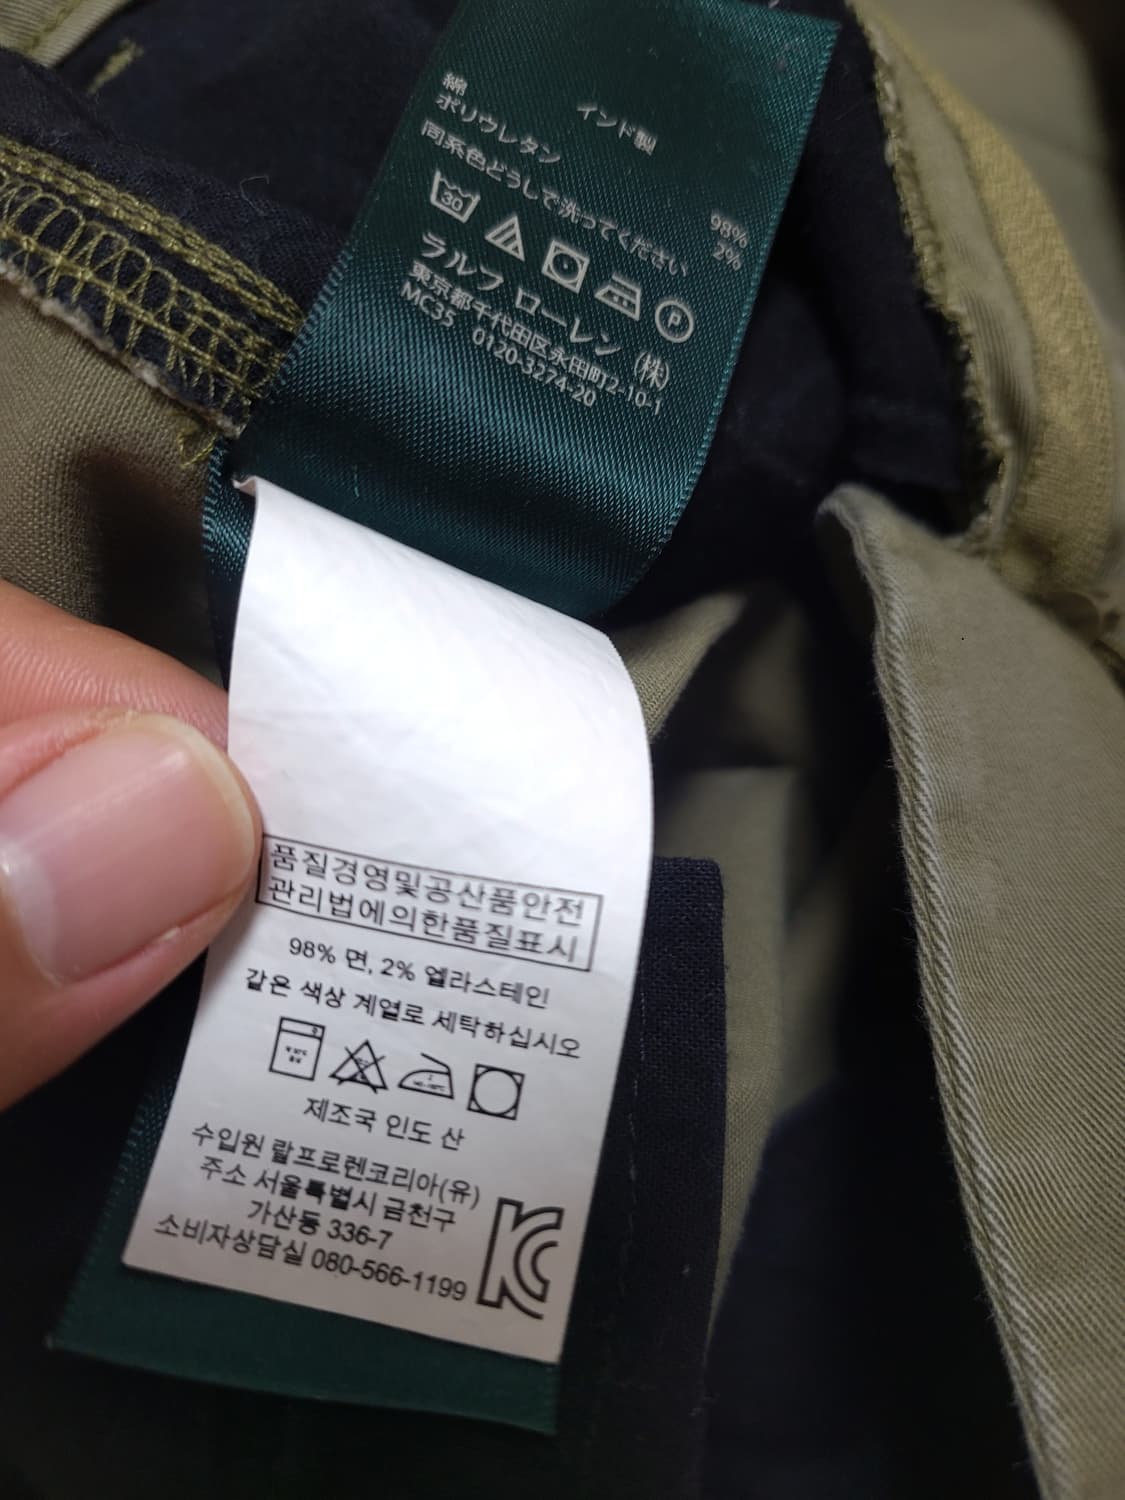 インド製
綿 98%
ポリウレタン 2%
同系色どうしで洗ってください
30
P
ラルフ ローレン (株)
東京都千代田区永田町2-10-1
MC35 0120-3274-20
품질경영및공산품안전
관리법에의한품질표시
98% 면, 2% 엘라스테인
같은 색상 계열로 세탁하십시오
제조국 인도 산
수입원 랄프로렌코리아(유)
주소 서울특별시 금천구
가산동 336-7
소비자상담실 080-566-1199